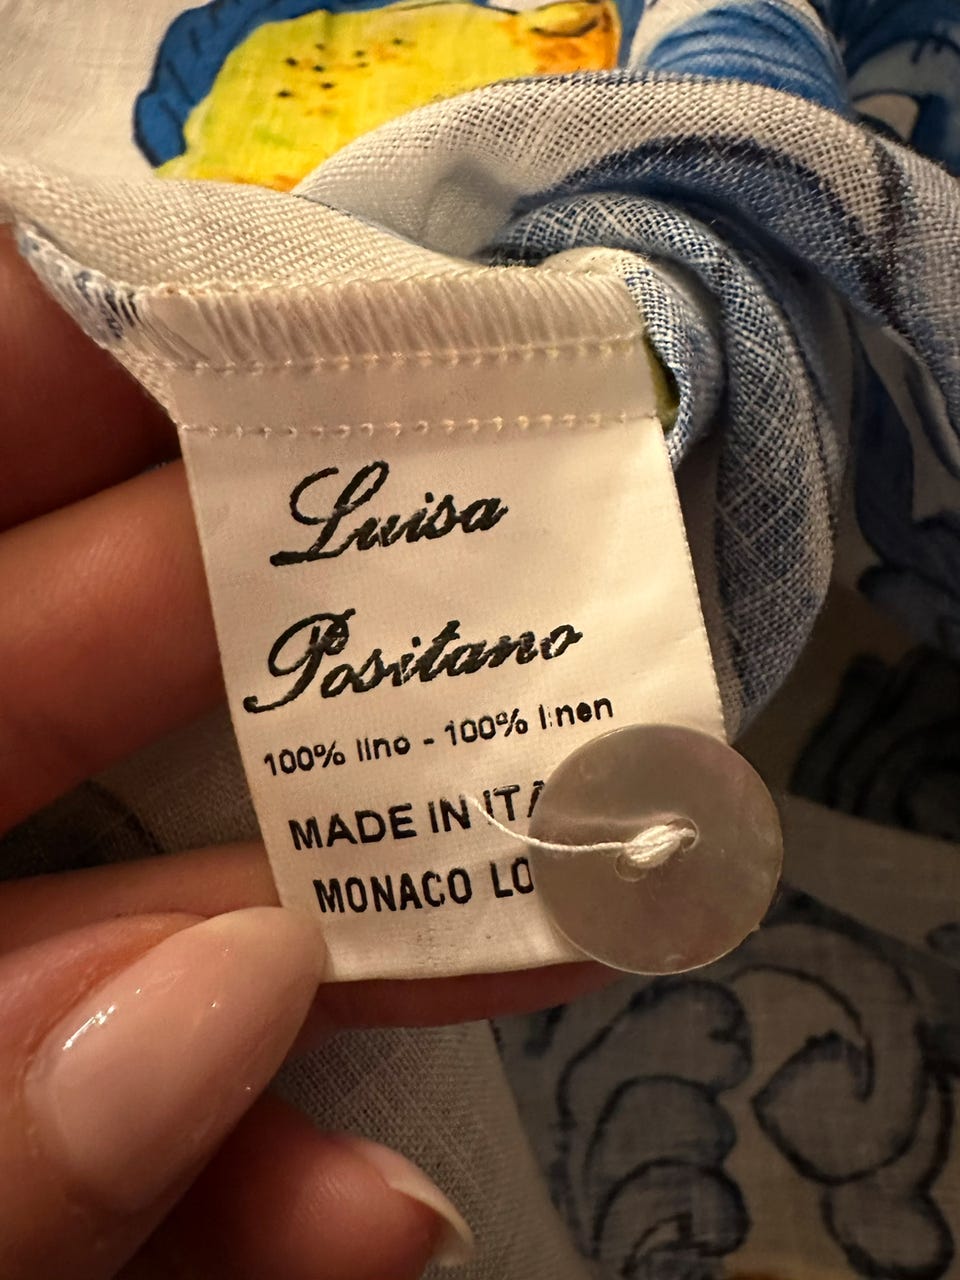 Luisa
Positano
100% lino - 100% linen
MADE IN ITA
MONACO LO